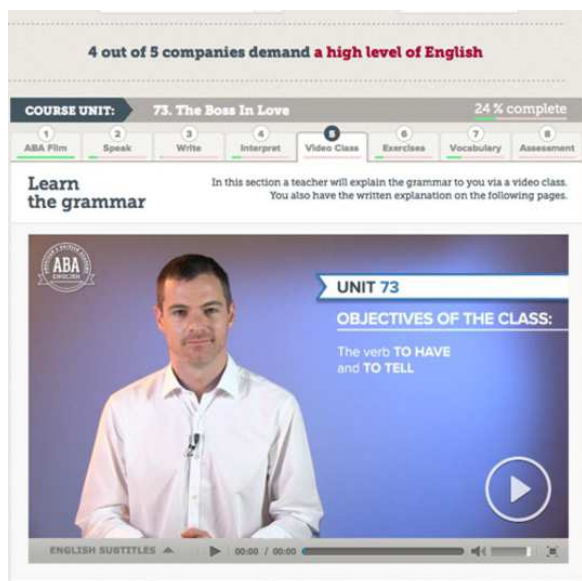 4 out of 5 companies demand a high level of English
COURSE UNIT: 73. The Boss In Love 24 % complete
1 2 3 4 5 6 7 8
ABA Film Speak Write Interpret Video Class Exercises Vocabulary Assessment
Learn
the grammar
In this section a teacher will explain the grammar to you via a video class.
You also have the written explanation on the following pages.
ABA
ENGLISH
UNIT 73
OBJECTIVES OF THE CLASS:
The verb TO HAVE
and TO TELL
ENGLISH SUBTITLES 00:00 / 00:00